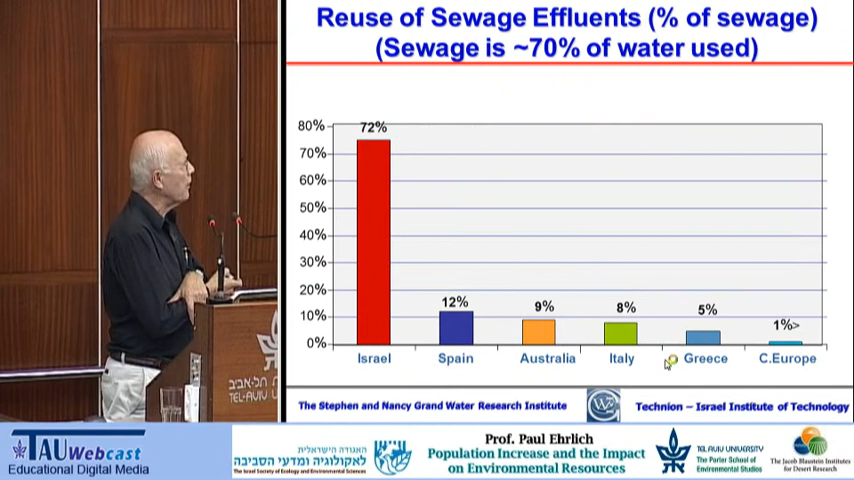 Reuse of Sewage Effluents (% of sewage)
(Sewage is ~70% of water used)
80%
70%
60%
50%
40%
30%
20%
10%
0%
72%
12%
9%
8%
5%
1%>
Israel
Spain
Australia
Italy
Greece
C.Europe
The Stephen and Nancy Grand Water Research Institute
Technion – Israel Institute of Technology
TEL-AVIV
TAU Webcast
Educational Digital Media
האגודה הישראלית
לאקולוגיה ומדעי הסביבה
The Israel Society of Ecology and Environmental Sciences
Prof. Paul Ehrlich
Population Increase and the Impact
on Environmental Resources
TEL AVIV UNIVERSITY
The Porter School of
Environmental Studies
The Jacob Blaustein Institutes
for Desert Research